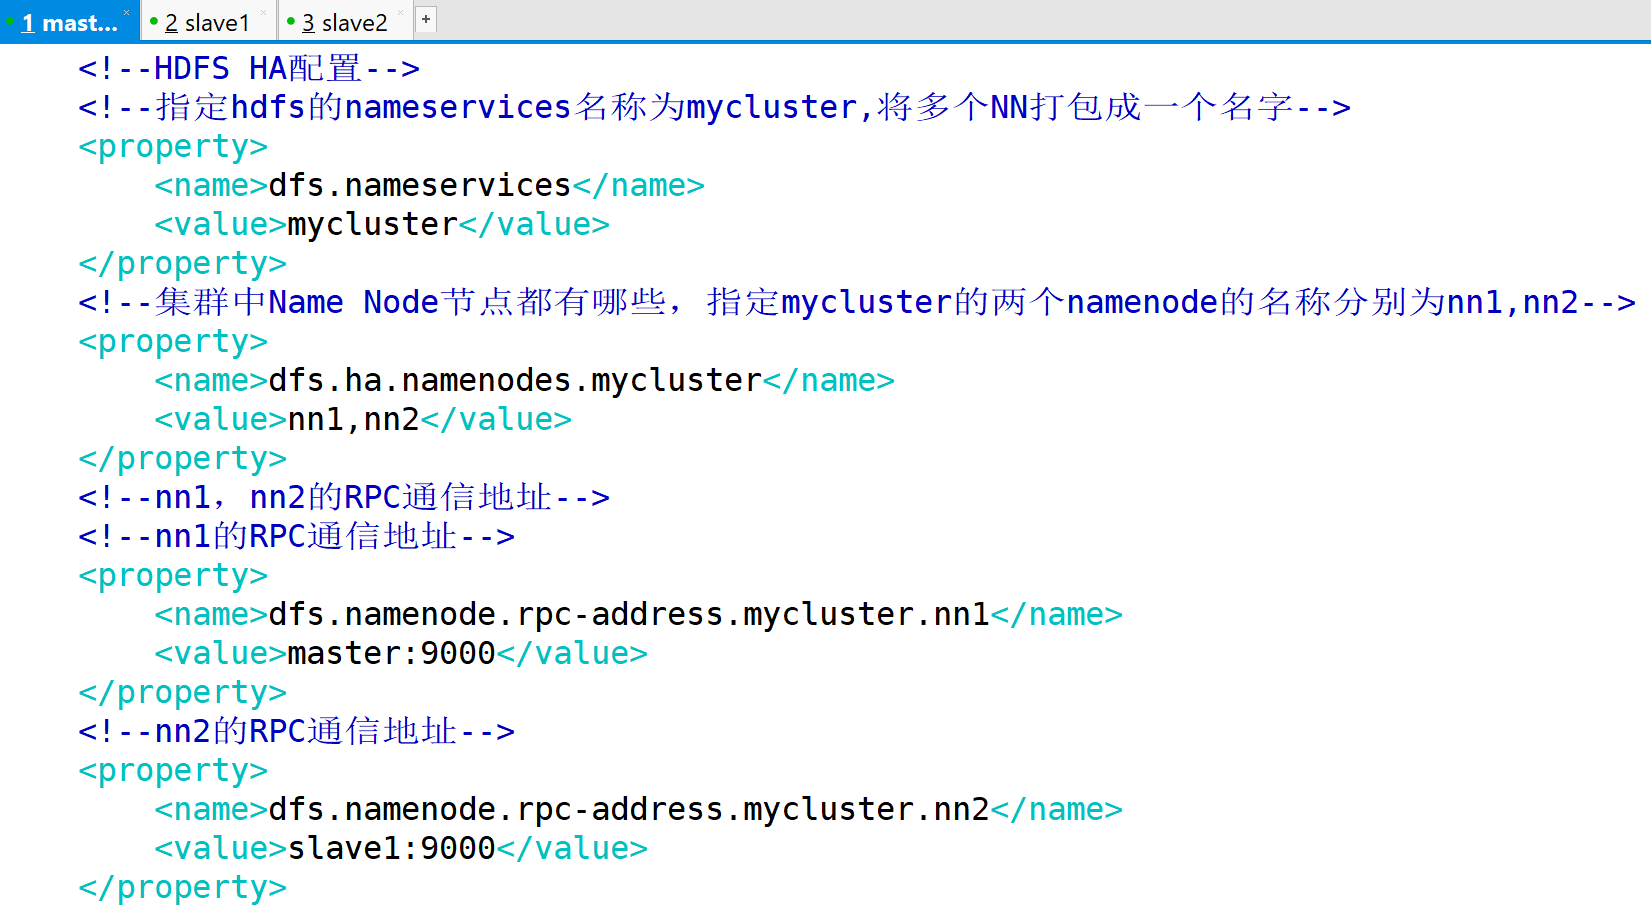 1 mast... × 2 slave1 × 3 slave2 × +
<!--HDFS HA配置-->
<!--指定hdfs的nameservices名称为mycluster,将多个NN打包成一个名字-->
<property>
    <name>dfs.nameservices</name>
    <value>mycluster</value>
</property>
<!--集群中Name Node节点都有哪些，指定mycluster的两个namenode的名称分别为nn1,nn2-->
<property>
    <name>dfs.ha.namenodes.mycluster</name>
    <value>nn1,nn2</value>
</property>
<!--nn1，nn2的RPC通信地址-->
<!--nn1的RPC通信地址-->
<property>
    <name>dfs.namenode.rpc-address.mycluster.nn1</name>
    <value>master:9000</value>
</property>
<!--nn2的RPC通信地址-->
<property>
    <name>dfs.namenode.rpc-address.mycluster.nn2</name>
    <value>slave1:9000</value>
</property>